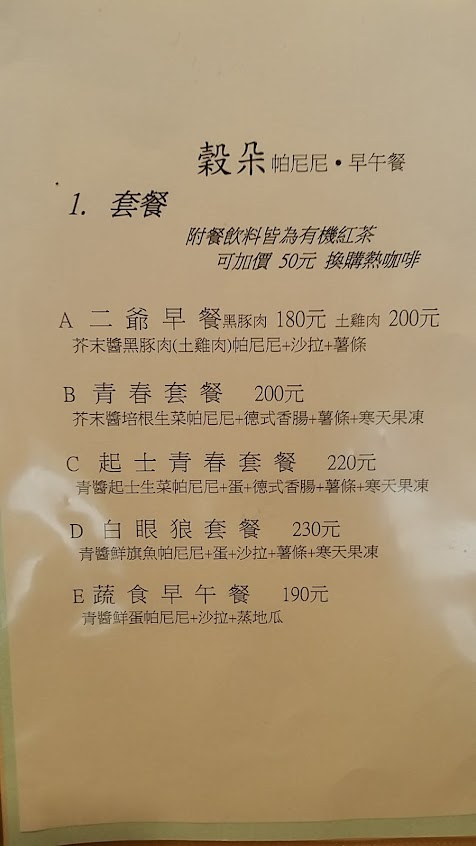 穀朵帕尼尼•早午餐
1. 套餐
附餐飲料皆為有機紅茶
可加價 50元 換購熱咖啡
A 二爺早餐黑豚肉 180元 土雞肉 200元
芥末醬黑豚肉(土雞肉)帕尼尼+沙拉+薯條
B 青春套餐 200元
芥末醬培根生菜帕尼尼+德式香腸+薯條+寒天果凍
C 起士青春套餐 220元
青醬起士生菜帕尼尼+蛋+德式香腸+薯條+寒天果凍
D 白眼狼套餐 230元
青醬鮮旗魚帕尼尼+蛋+沙拉+薯條+寒天果凍
E 蔬食早午餐 190元
青醬鮮蛋帕尼尼+沙拉+蒸地瓜